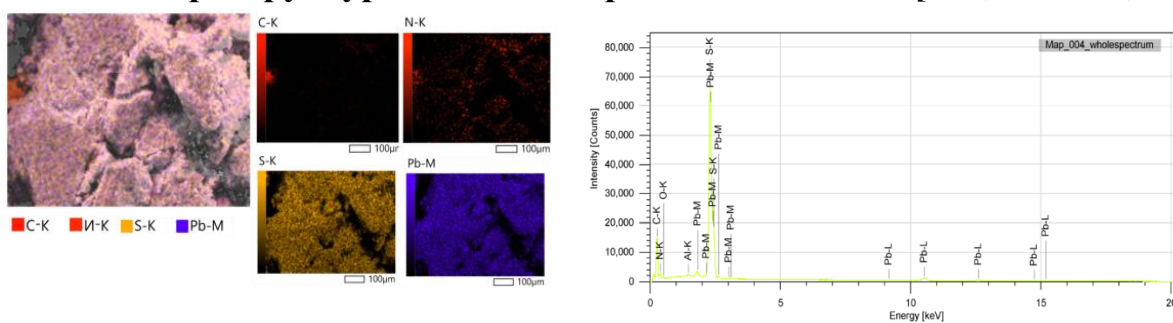 C-K
N-K
100μm
100μm
S-K
Pb-M
100μm
100μm
C-K И-К S-K Pb-M
Map_004_wholespectrum
Intensity [Counts]
80,000
70,000
60,000
50,000
40,000
30,000
20,000
10,000
0
C-K
N-K
O-K
Al-K
Pb-M
Pb-M
Pb-M S-K
Pb-M S-K
Pb-M
Pb-M
Pb-M
Pb-L
Pb-L
Pb-L
Pb-L
Pb-L
0 5 10 15 20
Energy [keV]